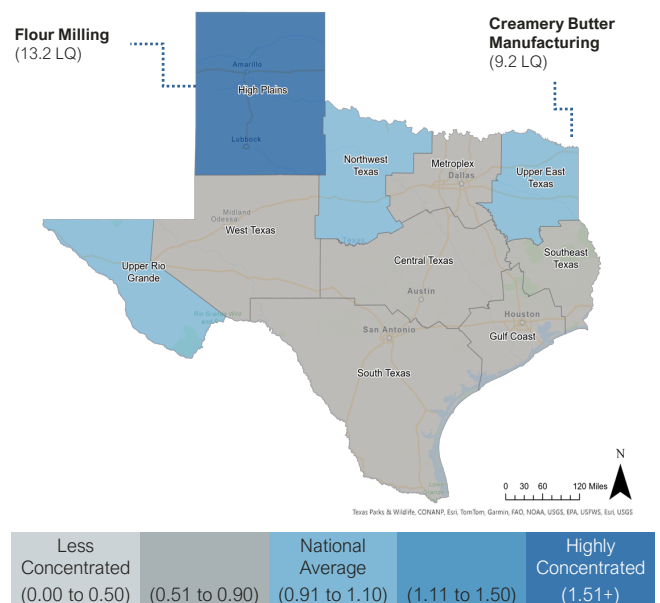 Flour Milling
(13.2 LQ)
Creamery Butter
Manufacturing
(9.2 LQ)
Amarillo
High Plains
Lubbock
Northwest
Texas
Metroplex
Dallas
Upper East
Texas
Midland
Odessa
West Texas
Upper Rio
Grande
Central Texas
Southeast
Texas
Austin
Houston
Gulf Coast
San Antonio
South Texas
N
0 30 60 120 Miles
Texas Parks & Wildlife, CONANP, Esri, TomTom, Garmin, FAO, NOAA, USGS, EPA, USFWS, Esri, USGS
Less
Concentrated
(0.00 to 0.50)
(0.51 to 0.90)
National
Average
(0.91 to 1.10)
(1.11 to 1.50)
Highly
Concentrated
(1.51+)